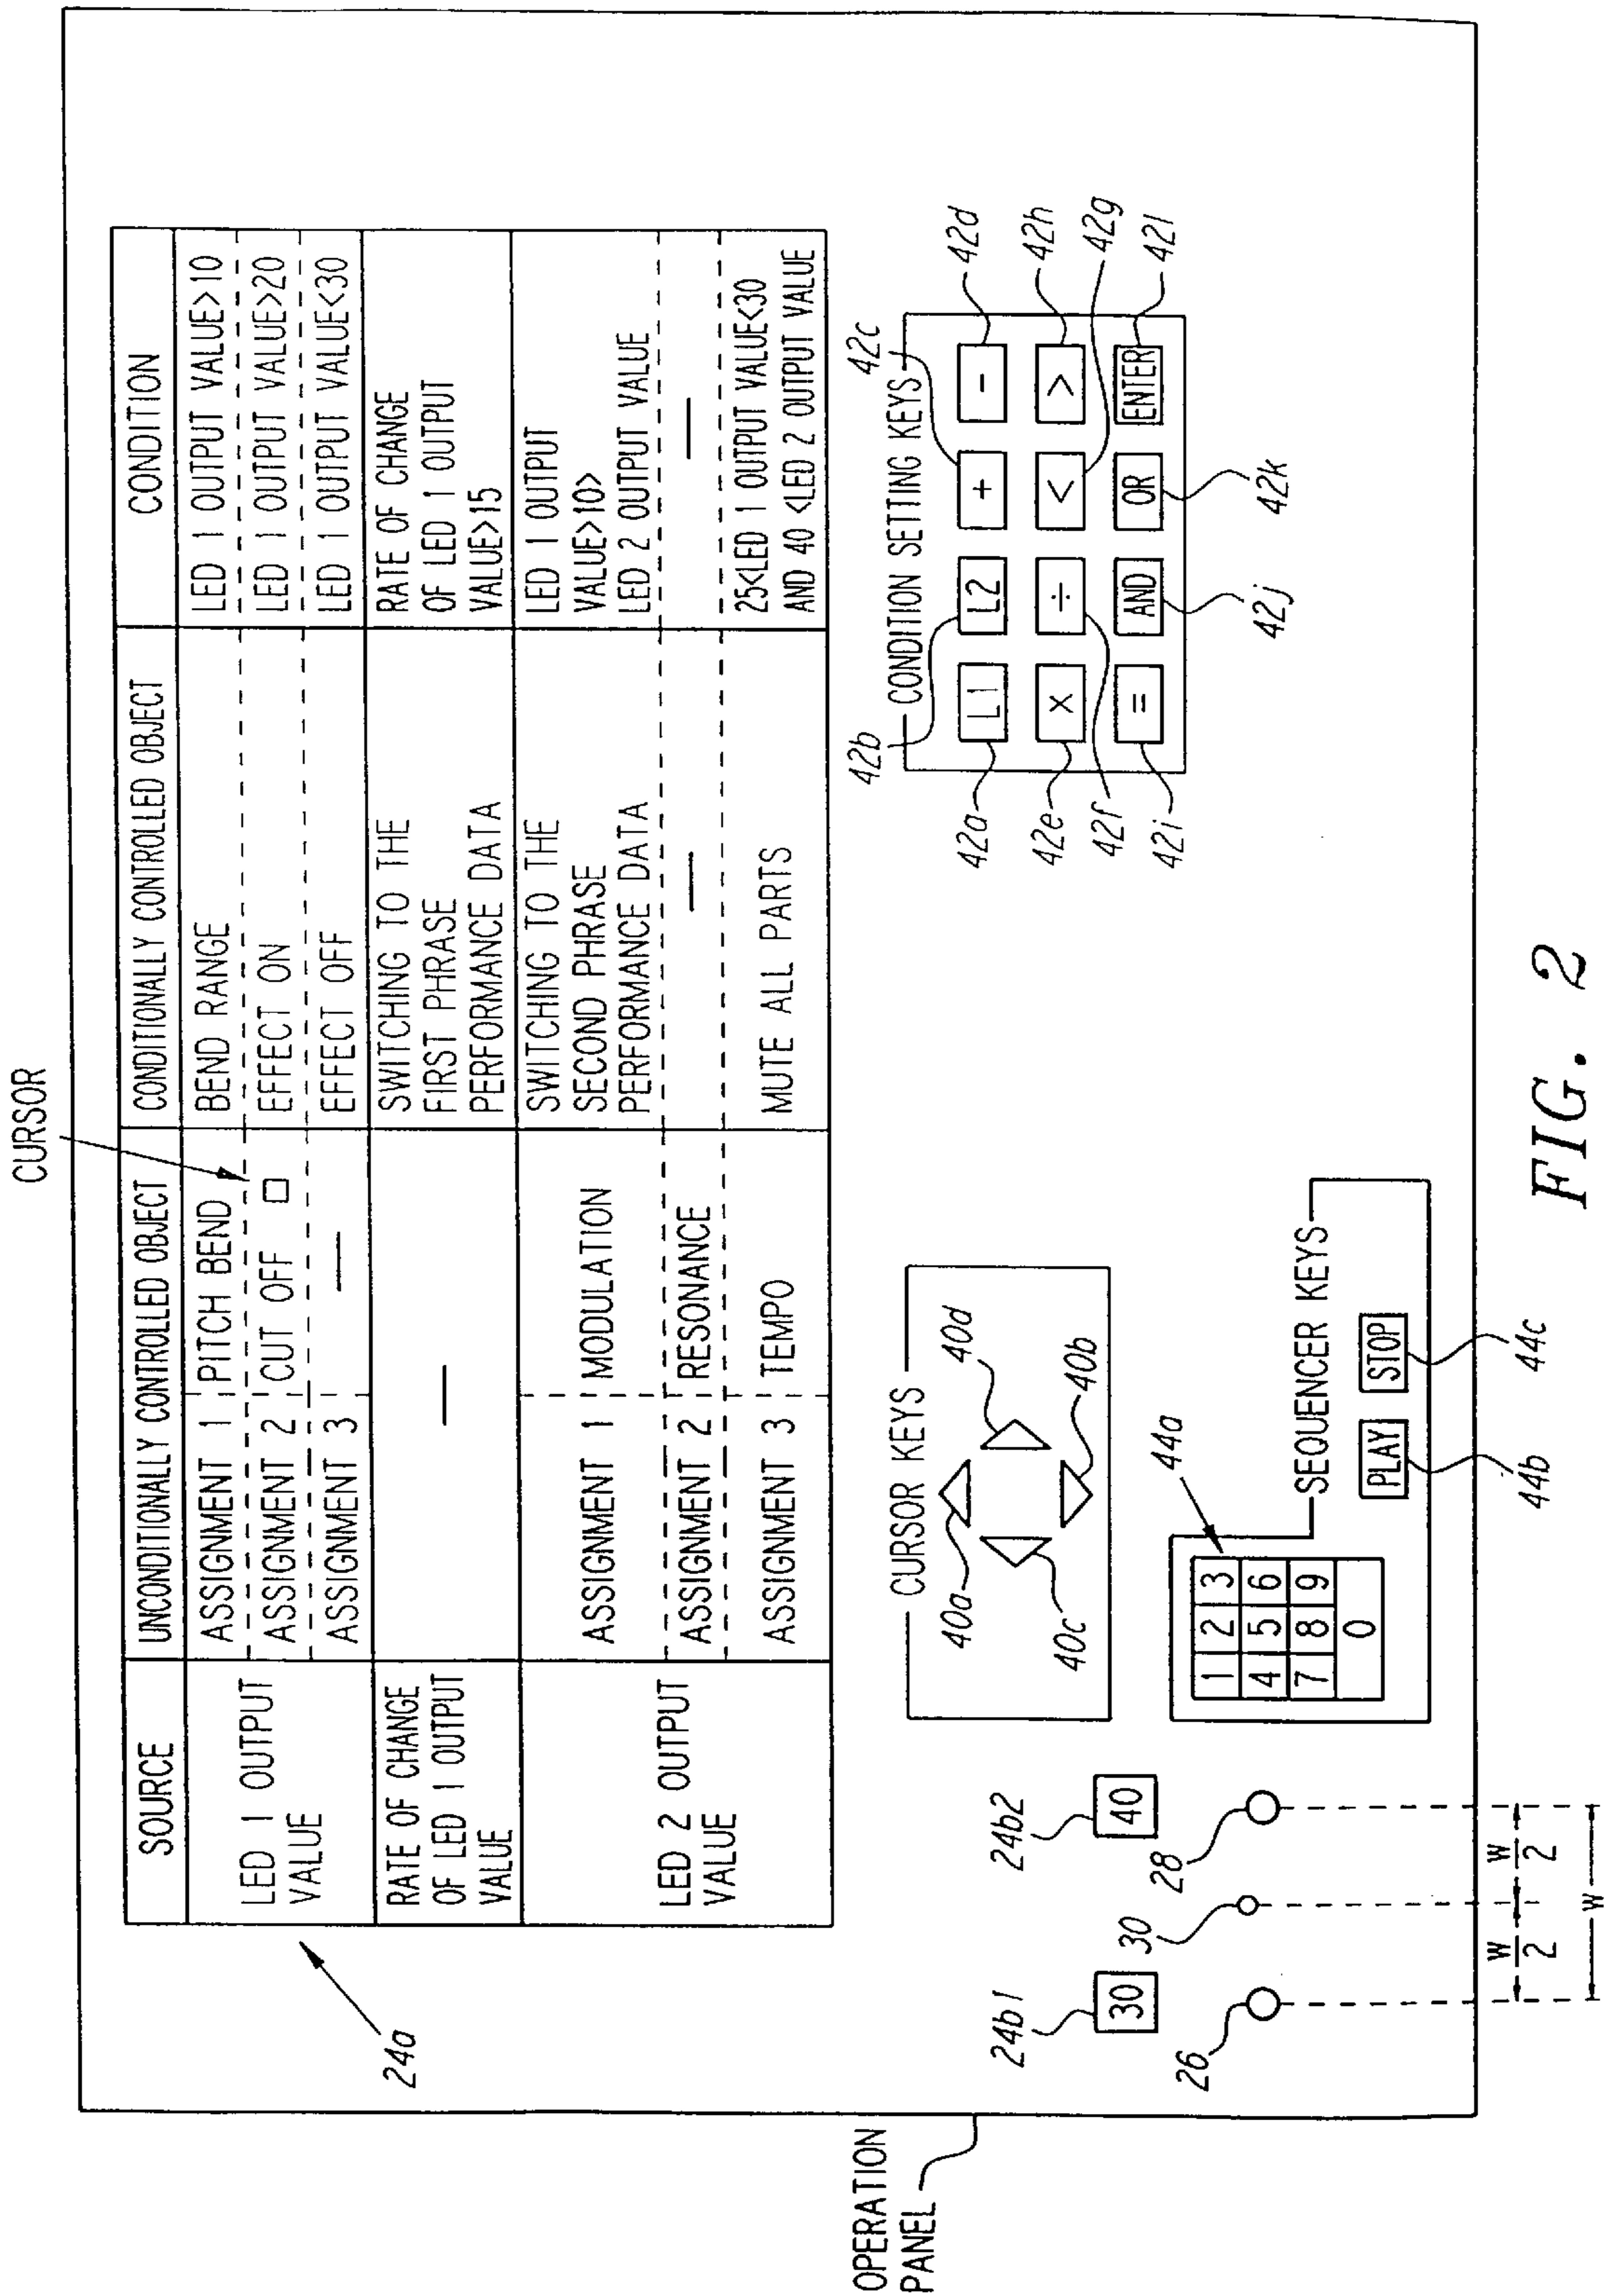 CURSOR
SOURCE
UNCONDITIONALLY CONTROLLED OBJECT
CONDITIONALLY CONTROLLED OBJECT
CONDITION
LED 1 OUTPUT
VALUE
ASSIGNMENT 1
PITCH BEND
BEND RANGE
LED 1 OUTPUT VALUE>10
ASSIGNMENT 2
CUT OFF
EFFECT ON
LED 1 OUTPUT VALUE>20
ASSIGNMENT 3
—
EFFECT OFF
LED 1 OUTPUT VALUE<30
RATE OF CHANGE
OF LED 1 OUTPUT
VALUE
—
SWITCHING TO THE
FIRST PHRASE
PERFORMANCE DATA
RATE OF CHANGE
OF LED 1 OUTPUT
VALUE>15
LED 2 OUTPUT
VALUE
ASSIGNMENT 1
MODULATION
SWITCHING TO THE
SECOND PHRASE
PERFORMANCE DATA
LED 1 OUTPUT
VALUE>10>
LED 2 OUTPUT VALUE
ASSIGNMENT 2
RESONANCE
—
—
ASSIGNMENT 3
TEMPO
MUTE ALL PARTS
25<LED 1 OUTPUT VALUE<30
AND 40 <LED 2 OUTPUT VALUE
24a
OPERATION
PANEL
24b1
30
24b2
40
26
30
28
W/2
W/2
W
CURSOR KEYS
40a
40d
40c
40b
44a
1 2 3
4 5 6
7 8 9
0
SEQUENCER KEYS
PLAY
STOP
44b
44c
CONDITION SETTING KEYS
42b
42c
42d
42a
L1
L2
+
-
42e
×
÷
<
>
42h
42f
42g
42i
=
AND
OR
ENTER
42l
42j
42k
FIG. 2